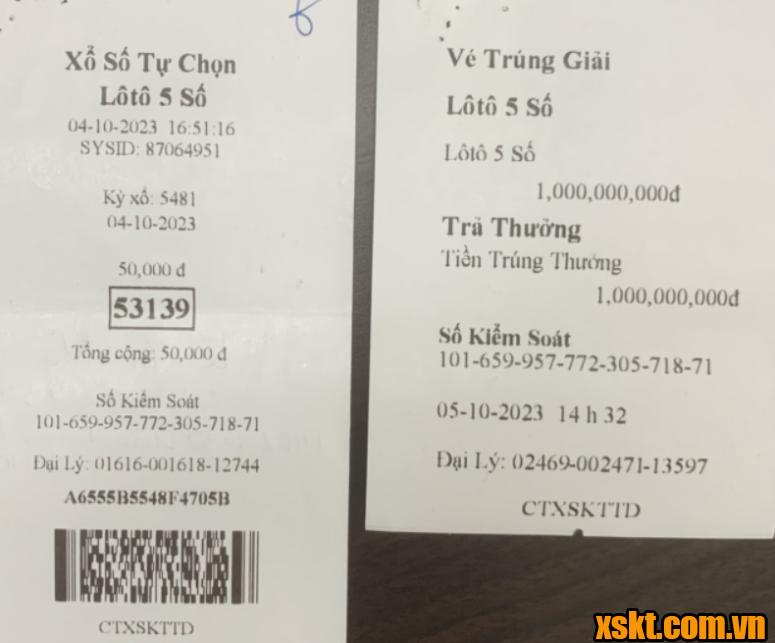 Xổ Số Tự Chọn
Lôtô 5 Số
04-10-2023 16:51:16
SYSID: 87064951
Kỳ xổ: 5481
04-10-2023
50,000 đ
53139
Tổng cộng: 50,000 đ
Số Kiểm Soát
101-659-957-772-305-718-71
Đại Lý: 01616-001618-12744
A6555B5548F4705B
CTXSKTTD
Vé Trúng Giải
Lôtô 5 Số
Lôtô 5 Số
1,000,000,000đ
Trả Thưởng
Tiền Trúng Thưởng
1,000,000,000đ
Số Kiểm Soát
101-659-957-772-305-718-71
05-10-2023 14 h 32
Đại Lý: 02469-002471-13597
CTXSKTTD
xskt.com.vn